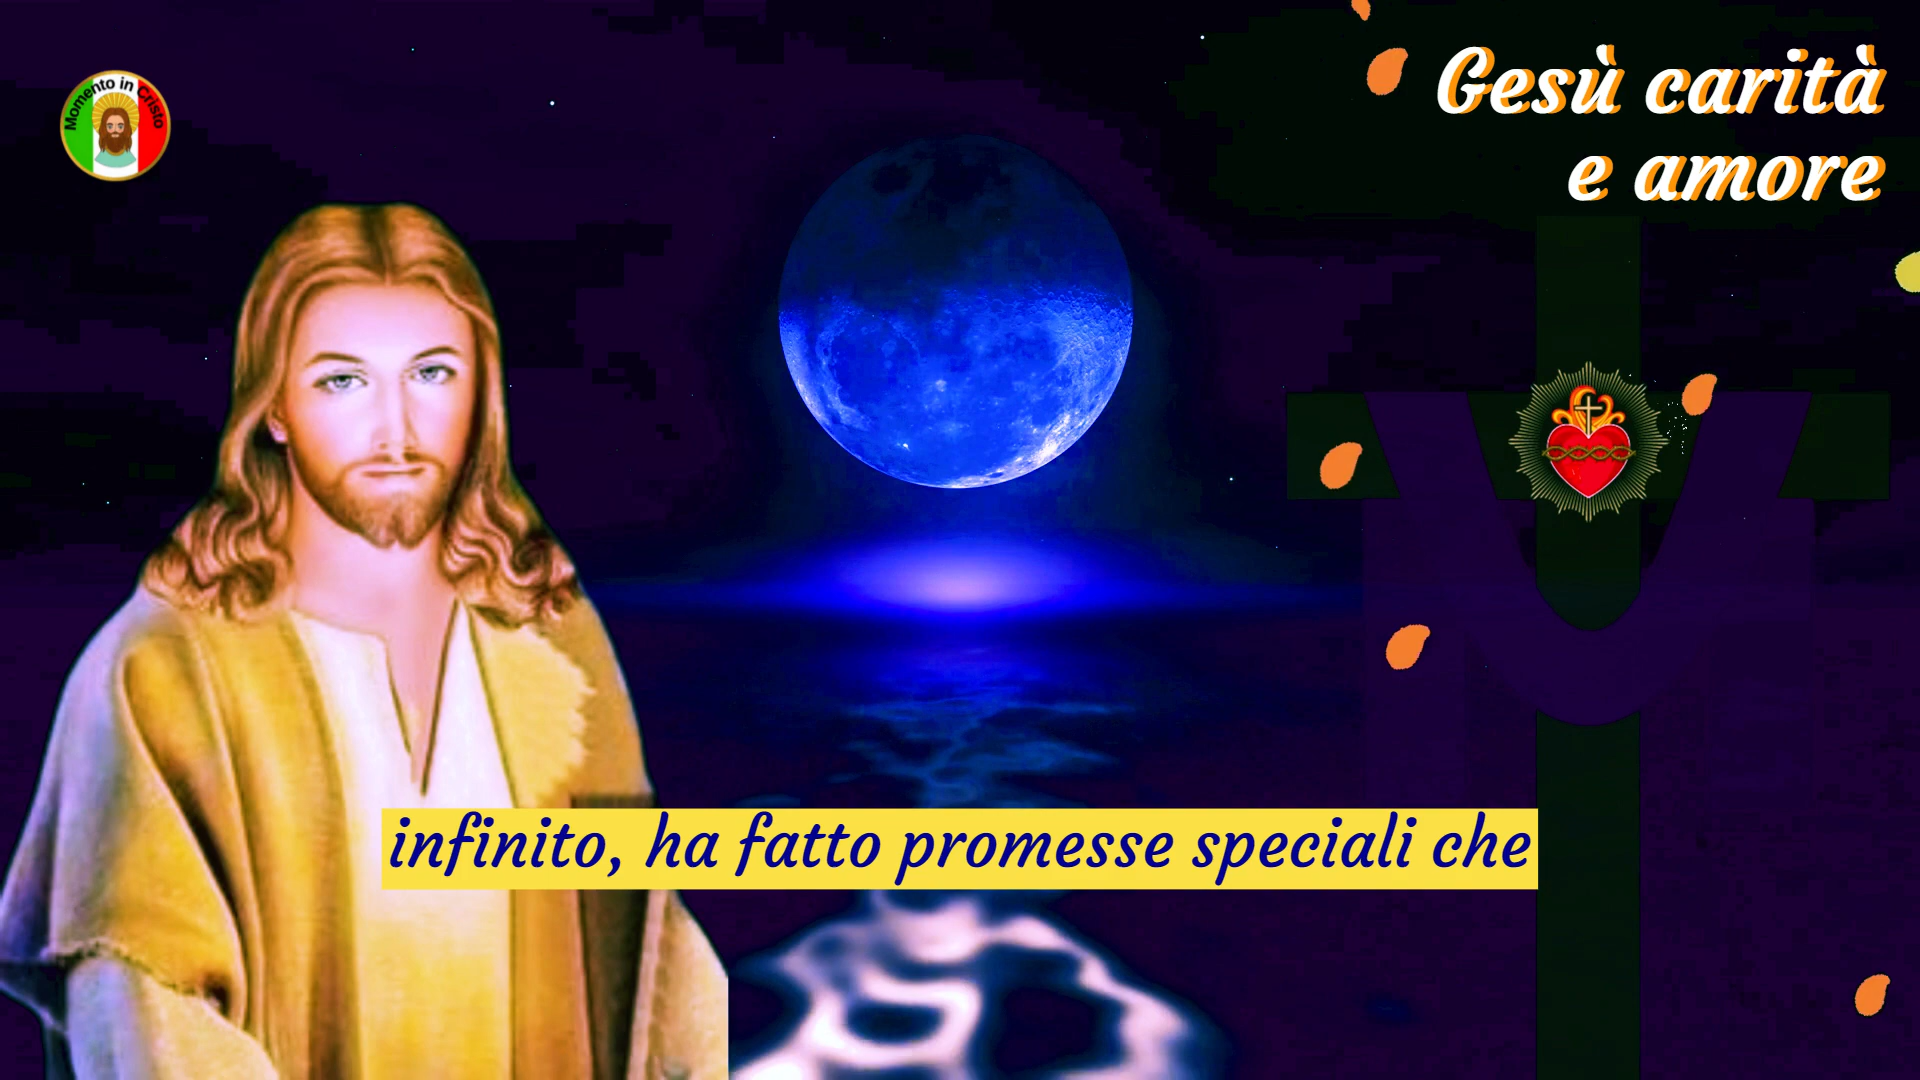 Momento in Cristo
Gesù carità
e amore
infinito, ha fatto promesse speciali che